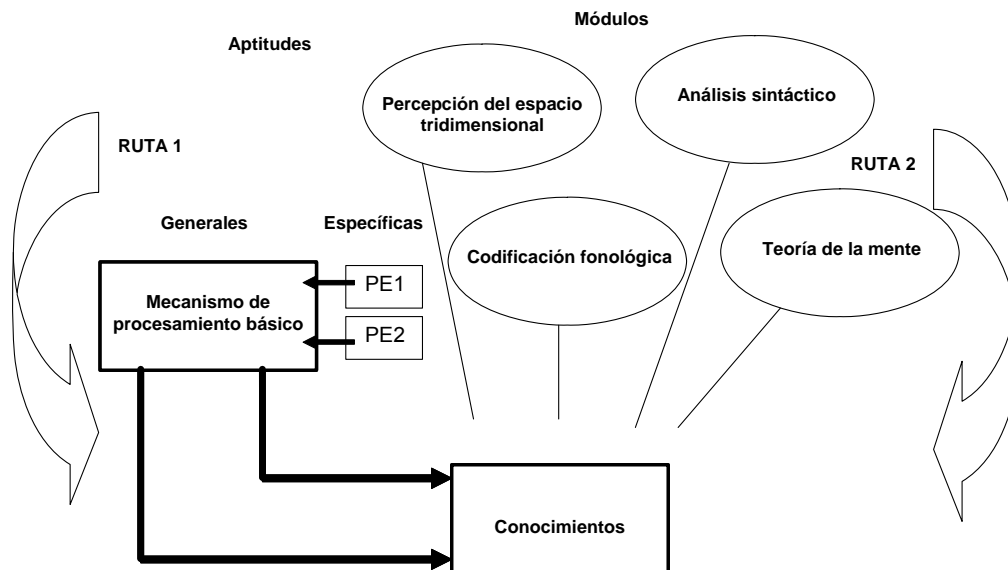 Módulos
Aptitudes
Percepción del espacio
tridimensional
Análisis sintáctico
RUTA 1
RUTA 2
Generales
Específicas
Codificación fonológica
Teoría de la mente
Mecanismo de
procesamiento básico
PE1
PE2
Conocimientos